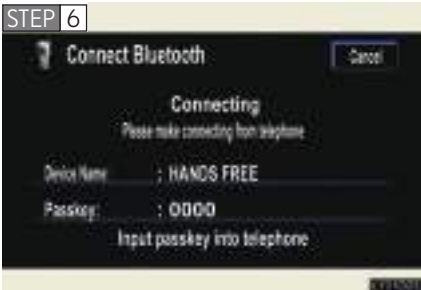 STEP 6
Connect Bluetooth
Cancel
Connecting
Please make connecting from telephone
Device Name : HANDS FREE
Passkey: : 0000
Input passkey into telephone